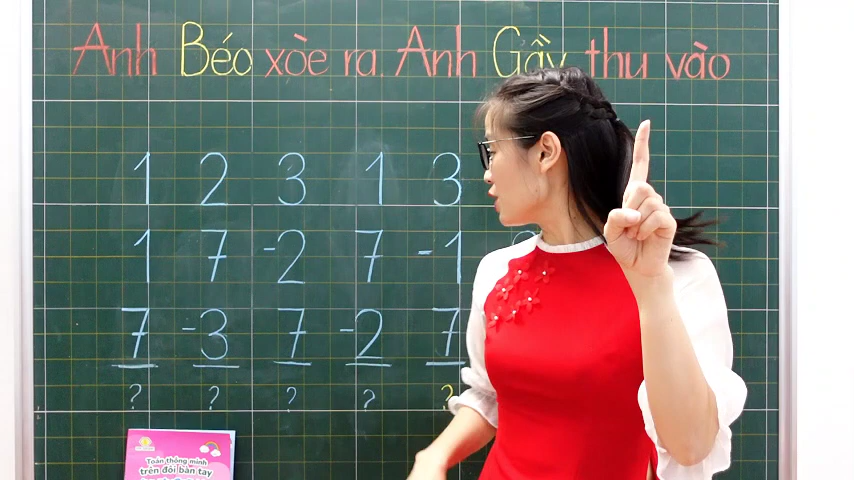 Anh Béo xòe ra. Anh Gầy thu vào
1 2 3 1 3
1 7 -2 7 -1
7 -3 7 -2 7
? ? ? ? ?
Toán thông minh
trên đôi bàn tay